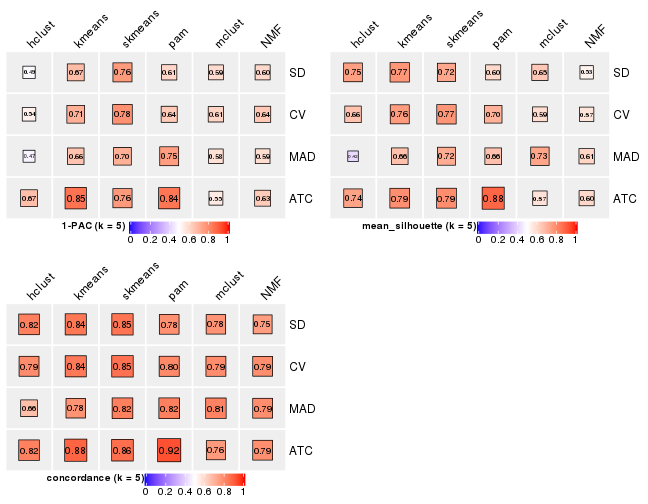 hclust kmeans skmeans pam mclust NMF
0.49 0.67 0.76 0.61 0.59 0.60 SD
0.54 0.71 0.78 0.64 0.61 0.64 CV
0.47 0.66 0.70 0.75 0.58 0.59 MAD
0.67 0.85 0.76 0.84 0.55 0.63 ATC
1-PAC (k = 5)
0 0.2 0.4 0.6 0.8 1
hclust kmeans skmeans pam mclust NMF
0.75 0.77 0.72 0.60 0.65 0.53 SD
0.66 0.76 0.77 0.70 0.59 0.57 CV
0.66 0.72 0.66 0.73 0.61 MAD
0.74 0.79 0.79 0.88 0.57 0.60 ATC
mean_silhouette (k = 5)
0 0.2 0.4 0.6 0.8 1
hclust kmeans skmeans pam mclust NMF
0.82 0.84 0.85 0.78 0.78 0.75 SD
0.79 0.84 0.85 0.80 0.79 0.79 CV
0.66 0.78 0.82 0.82 0.81 0.79 MAD
0.82 0.88 0.86 0.92 0.76 0.79 ATC
concordance (k = 5)
0 0.2 0.4 0.6 0.8 1